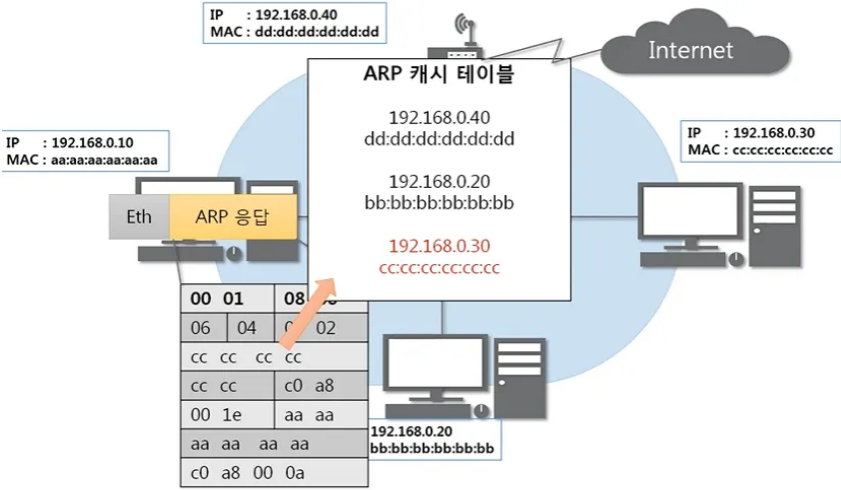 IP : 192.168.0.40
MAC : dd:dd:dd:dd:dd:dd
Internet
ARP 캐시 테이블
192.168.0.40
dd:dd:dd:dd:dd:dd
192.168.0.20
bb:bb:bb:bb:bb:bb
192.168.0.30
cc:cc:cc:cc:cc:cc
IP : 192.168.0.10
MAC : aa:aa:aa:aa:aa:aa
IP : 192.168.0.30
MAC : cc:cc:cc:cc:cc:cc
Eth ARP 응답
00 01 08
06 04 02
cc cc cc cc
cc cc c0 a8
00 1e aa aa
aa aa aa aa
c0 a8 00 0a
192.168.0.20
bb:bb:bb:bb:bb:bb